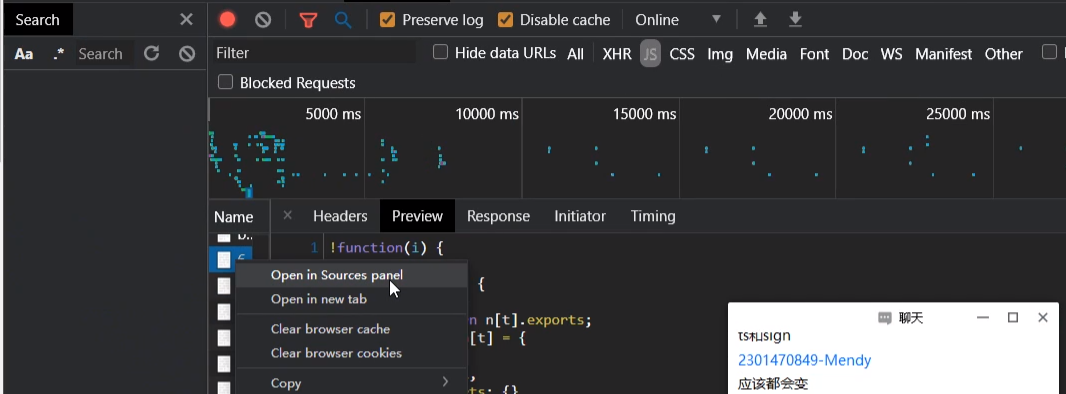 Search
Preserve log
Disable cache
Online
Aa
.*
Search
Filter
Hide data URLs
All
XHR
JS
CSS
Img
Media
Font
Doc
WS
Manifest
Other
Blocked Requests
5000 ms
10000 ms
15000 ms
20000 ms
25000 ms
Name
Headers
Preview
Response
Initiator
Timing
1 !function(i) {
Open in Sources panel
{
Open in new tab
n n[t].exports;
Clear browser cache
[t] = {
Clear browser cookies
Copy
,
ts: {}
聊天
ts和sign
2301470849-Mendy
应该都会变